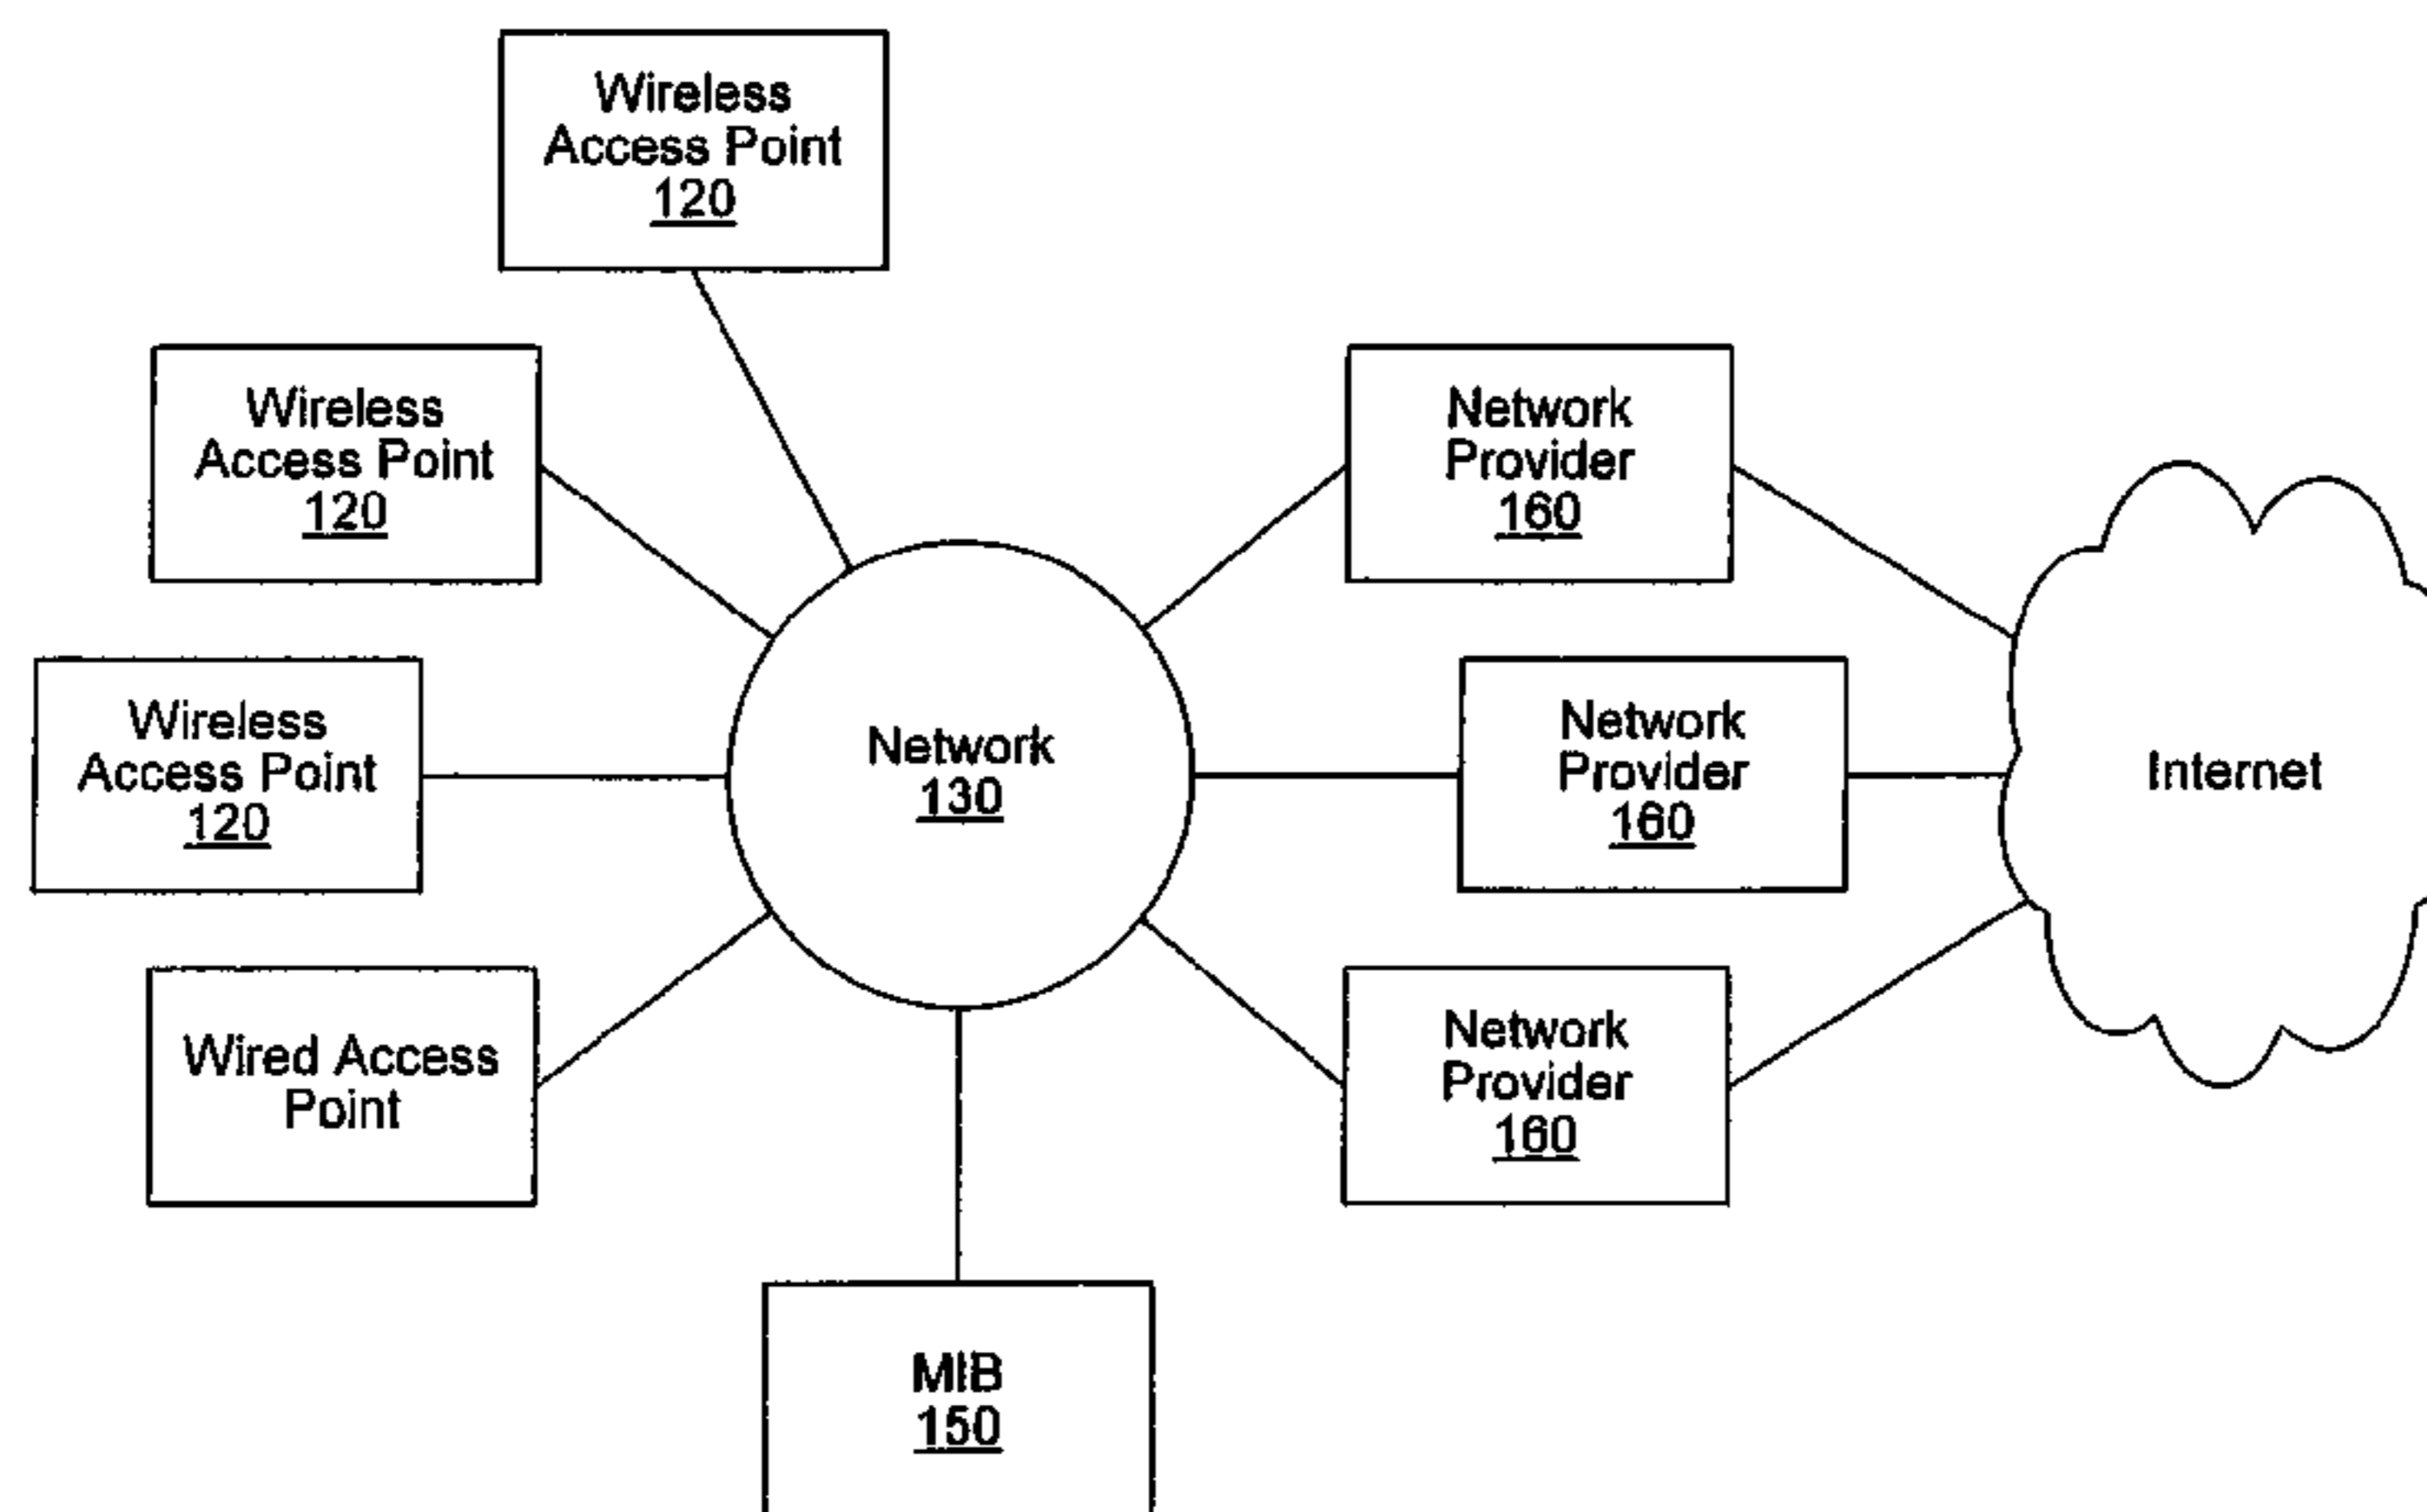 Wireless
Access Point
120
Wireless
Access Point
120
Network
Provider
160
Wireless
Access Point
120
Network
130
Network
Provider
160
Internet
Wired Access
Point
Network
Provider
160
MIB
150